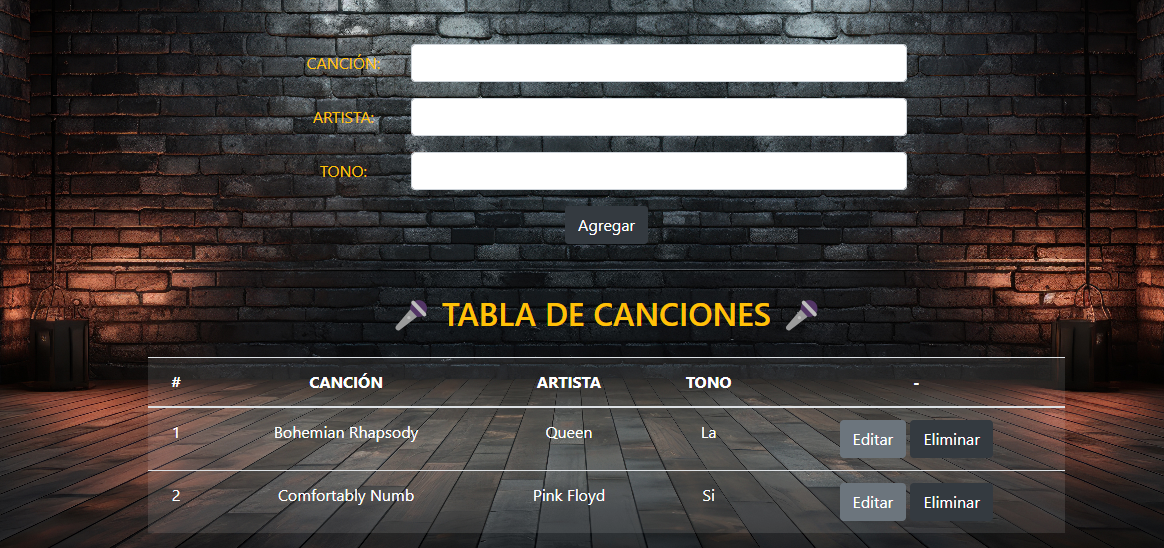 CANCIÓN:
ARTISTA:
TONO:
Agregar
🎤 TABLA DE CANCIONES 🎤
# CANCIÓN ARTISTA TONO -
1 Bohemian Rhapsody Queen La Editar Eliminar
2 Comfortably Numb Pink Floyd Si Editar Eliminar